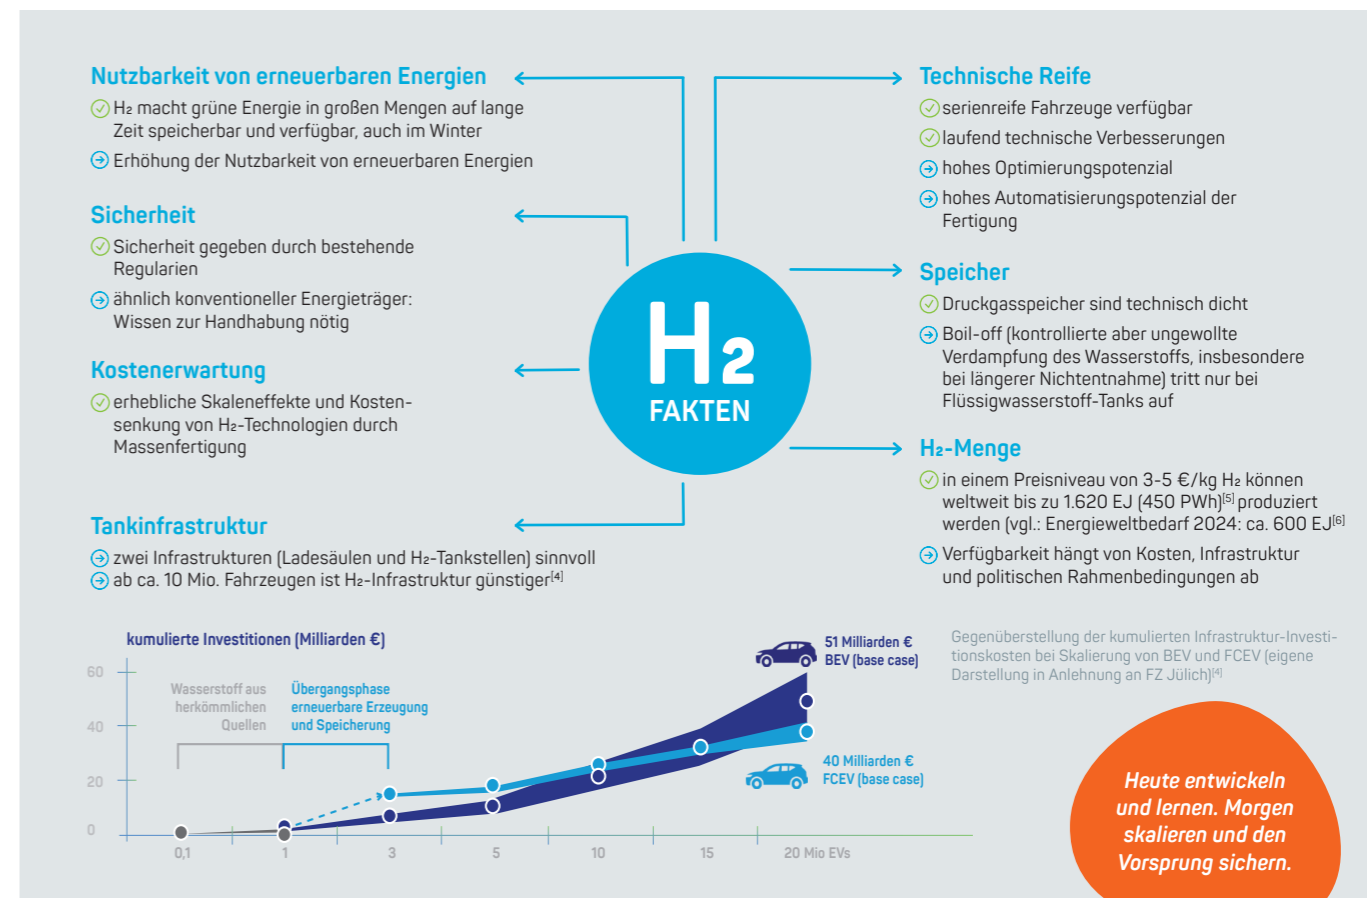 Nutzbarkeit von erneuerbaren Energien
H₂ macht grüne Energie in großen Mengen auf lange
Zeit speicherbar und verfügbar, auch im Winter
Erhöhung der Nutzbarkeit von erneuerbaren Energien
Sicherheit
Sicherheit gegeben durch bestehende
Regularien
ähnlich konventioneller Energieträger:
Wissen zur Handhabung nötig
Kostenerwartung
erhebliche Skaleneffekte und Kosten-
senkung von H₂-Technologien durch
Massenfertigung
Tankinfrastruktur
zwei Infrastrukturen (Ladesäulen und H₂-Tankstellen) sinnvoll
ab ca. 10 Mio. Fahrzeugen ist H₂-Infrastruktur günstiger[4]
H₂
FAKTEN
Technische Reife
serienreife Fahrzeuge verfügbar
laufend technische Verbesserungen
hohes Optimierungspotenzial
hohes Automatisierungspotenzial der
Fertigung
Speicher
Druckgasspeicher sind technisch dicht
Boil-off (kontrollierte aber ungewollte
Verdampfung des Wasserstoffs, insbesondere
bei längerer Nichtentnahme) tritt nur bei
Flüssigwasserstoff-Tanks auf
H₂-Menge
in einem Preisniveau von 3-5 €/kg H₂ können
weltweit bis zu 1.620 EJ (450 PWh)[5] produziert
werden (vgl.: Energieweltbedarf 2024: ca. 600 EJ[6]
Verfügbarkeit hängt von Kosten, Infrastruktur
und politischen Rahmenbedingungen ab
kumulierte Investitionen (Milliarden €)
60
40
20
0
Wasserstoff aus
herkömmlichen
Quellen
Übergangsphase
erneuerbare Erzeugung
und Speicherung
51 Milliarden €
BEV (base case)
40 Milliarden €
FCEV (base case)
0,1 1 3 5 10 15 20 Mio EVs
Gegenüberstellung der kumulierten Infrastruktur-Investi-
tionskosten bei Skalierung von BEV und FCEV (eigene
Darstellung in Anlehnung an FZ Jülich)[4]
Heute entwickeln
und lernen. Morgen
skalieren und den
Vorsprung sichern.